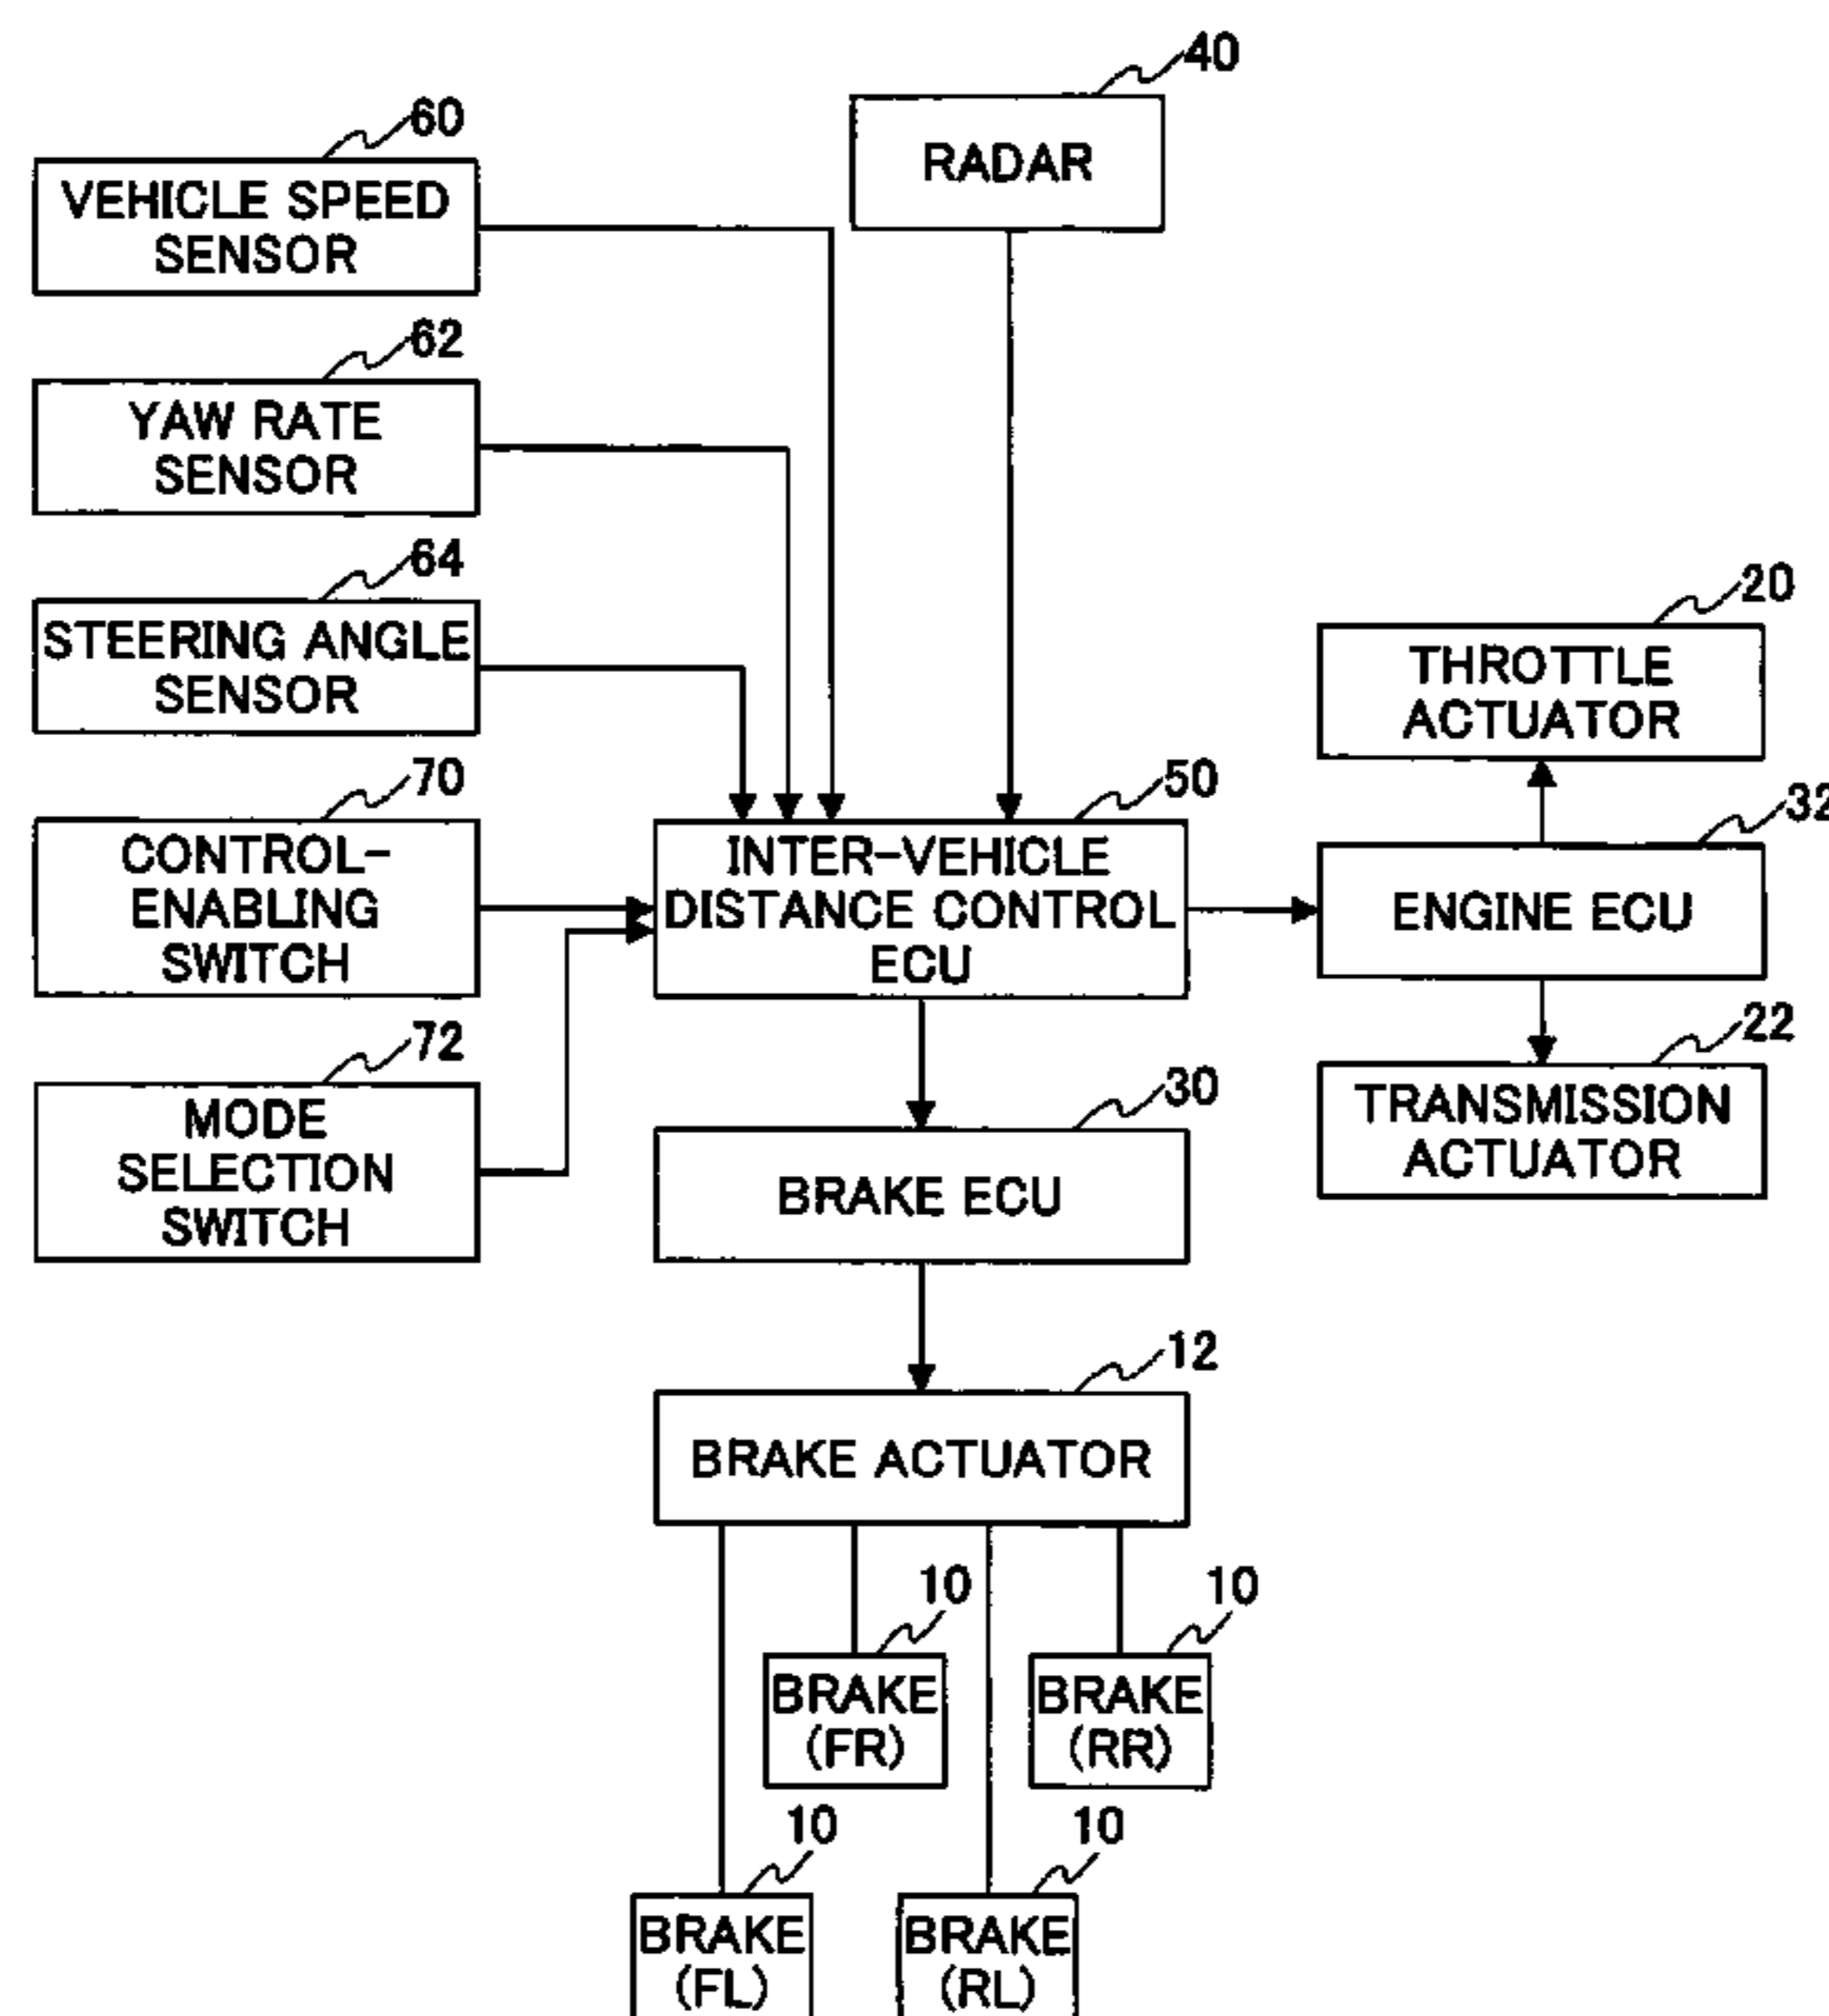 40
RADAR
60
VEHICLE SPEED
SENSOR
62
YAW RATE
SENSOR
64
STEERING ANGLE
SENSOR
20
THROTTLE
ACTUATOR
70
CONTROL-
ENABLING
SWITCH
50
INTER-VEHICLE
DISTANCE CONTROL
ECU
32
ENGINE ECU
72
MODE
SELECTION
SWITCH
30
BRAKE ECU
22
TRANSMISSION
ACTUATOR
12
BRAKE ACTUATOR
10
BRAKE
(FR)
10
BRAKE
(RR)
10
BRAKE
(FL)
10
BRAKE
(RL)